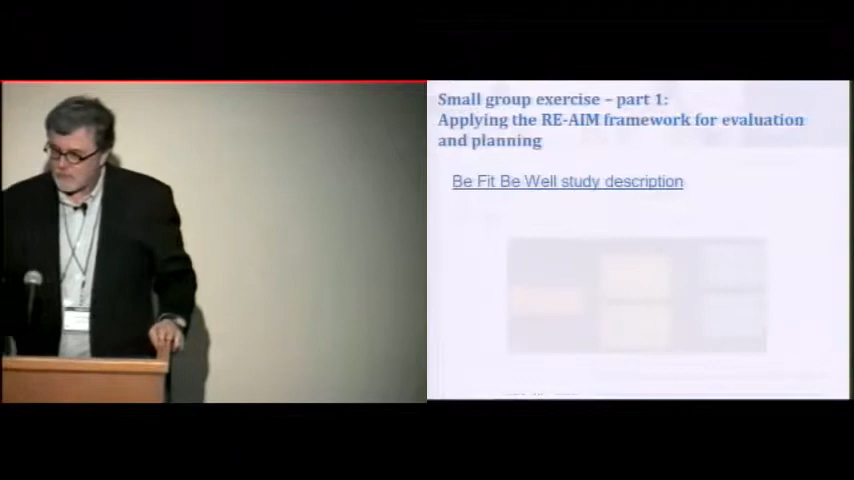 Small group exercise – part 1:
Applying the RE-AIM framework for evaluation
and planning
Be Fit Be Well study description